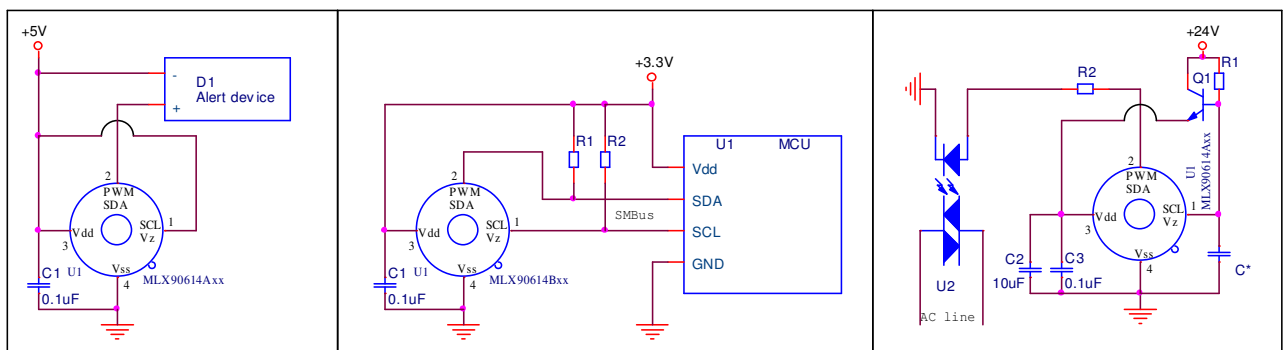 +5V
D1
Alert device
-
+
2
PWM
SDA
SCL
Vz
1
Vdd
3
Vss
4
U1
MLX90614Axx
C1
0.1uF
+3.3V
R1
R2
U1
MCU
Vdd
SDA
SCL
GND
SMBus
2
PWM
SDA
SCL
Vz
1
Vdd
3
Vss
4
U1
MLX90614Bxx
C1
0.1uF
+24V
R1
Q1
R2
U1
MLX90614Axx
2
PWM
SDA
SCL
Vz
1
Vdd
3
Vss
4
C2
10uF
C3
0.1uF
C*
U2
AC line